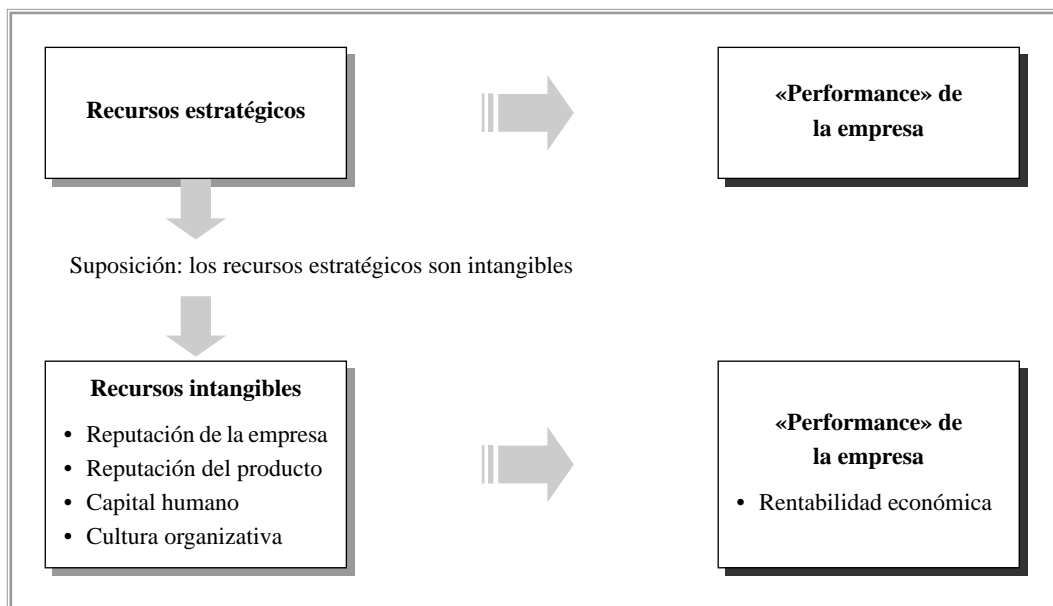 Recursos estratégicos
«Performance» de
la empresa
Suposición: los recursos estratégicos son intangibles
Recursos intangibles
• Reputación de la empresa
• Reputación del producto
• Capital humano
• Cultura organizativa
«Performance» de
la empresa
• Rentabilidad económica